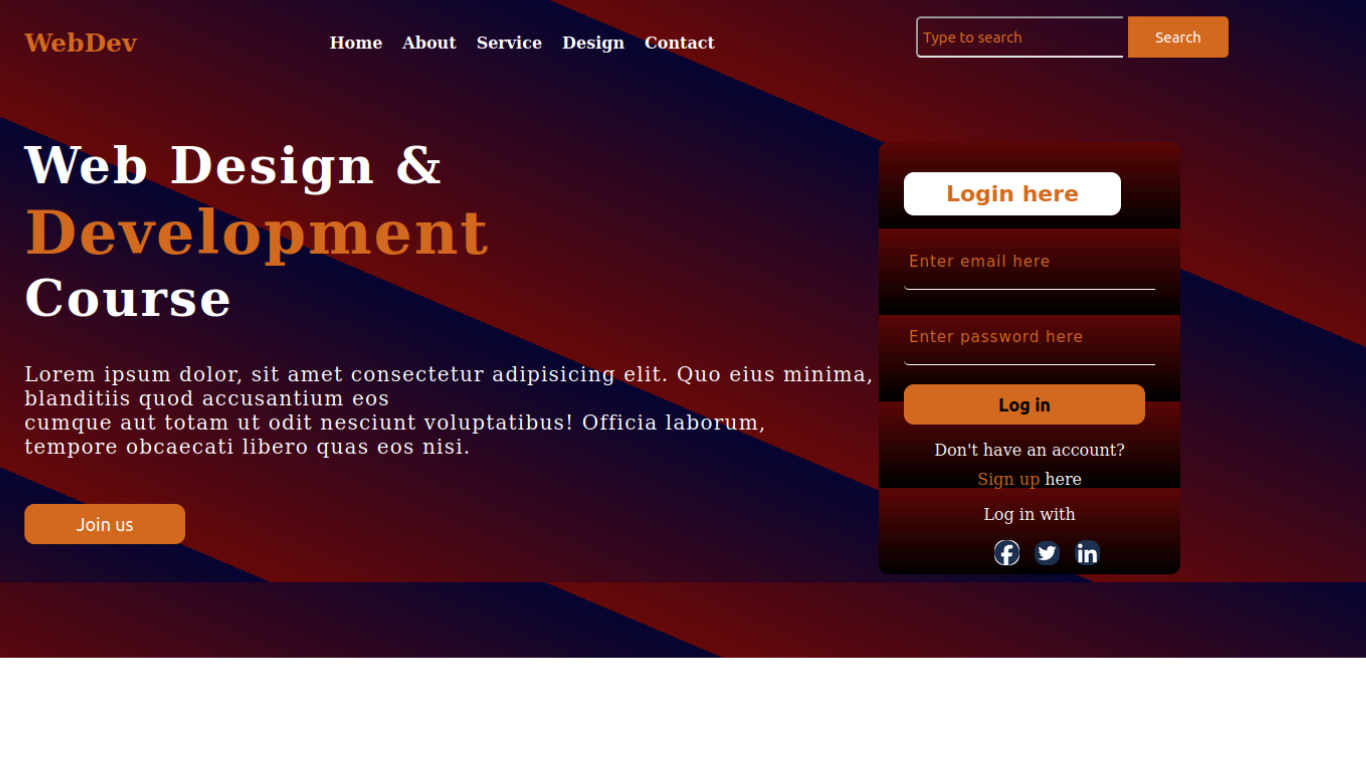 WebDev
Home About Service Design Contact
Type to search
Search
Web Design &
Development
Course
Lorem ipsum dolor, sit amet consectetur adipisicing elit. Quo eius minima,
blanditiis quod accusantium eos
cumque aut totam ut odit nesciunt voluptatibus! Officia laborum,
tempore obcaecati libero quas eos nisi.
Join us
Login here
Enter email here
Enter password here
Log in
Don't have an account?
Sign up here
Log in with